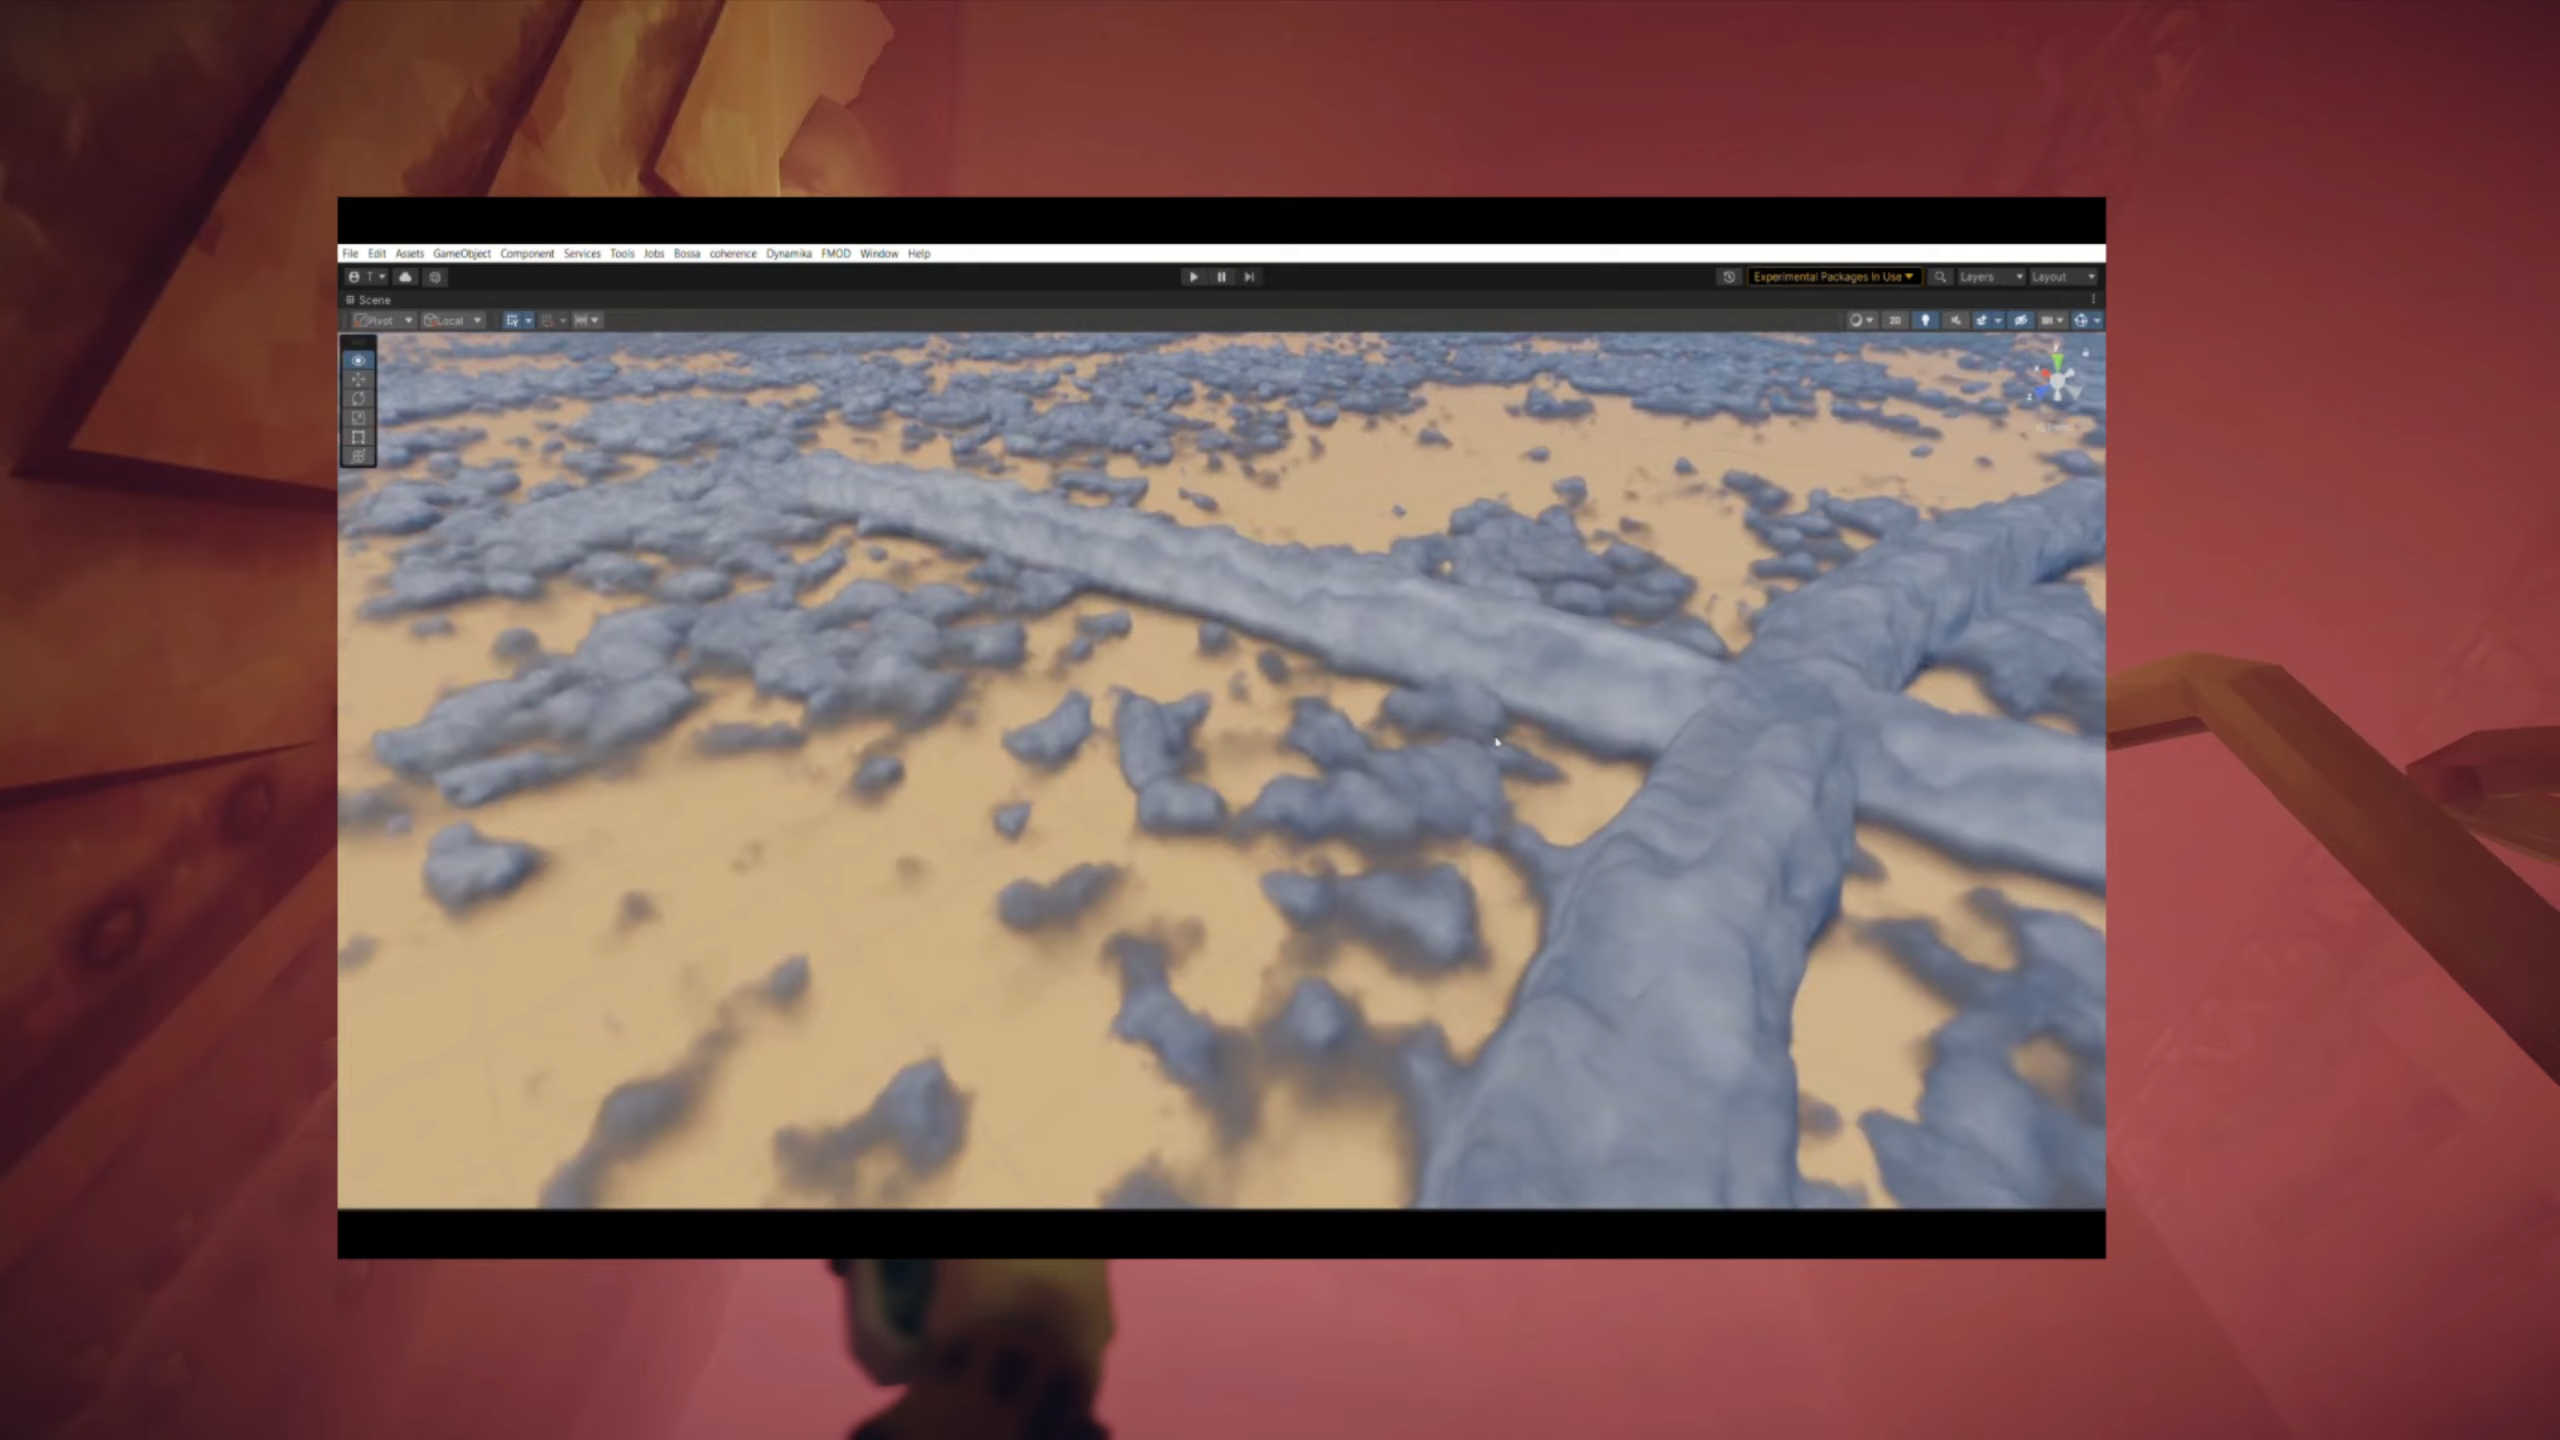 File Edit Assets GameObject Component Services Tools Jobs Bossa coherence Dynamika FMOD Window Help
T Experimental Packages In Use Layers Layout
Scene
Pivot Local 2D